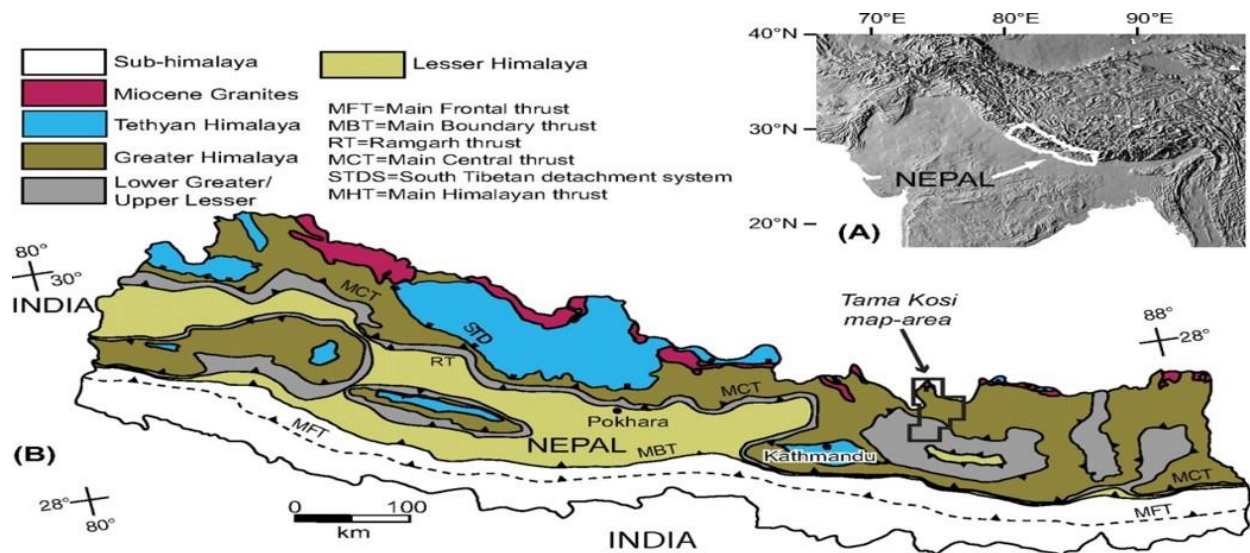 Sub-himalaya
Miocene Granites
Tethyan Himalaya
Greater Himalaya
Lower Greater/
Upper Lesser
Lesser Himalaya
MFT=Main Frontal thrust
MBT=Main Boundary thrust
RT=Ramgarh thrust
MCT=Main Central thrust
STDS=South Tibetan detachment system
MHT=Main Himalayan thrust
70°E
80°E
90°E
40°N
30°N
20°N
NEPAL
(A)
80°
30°
INDIA
MCT
STD
RT
MCT
Pokhara
NEPAL
MFT
MBT
Kathmandu
Tama Kosi
map-area
88°
28°
MCT
MFT
(B)
28°
80°
0
100
km
INDIA